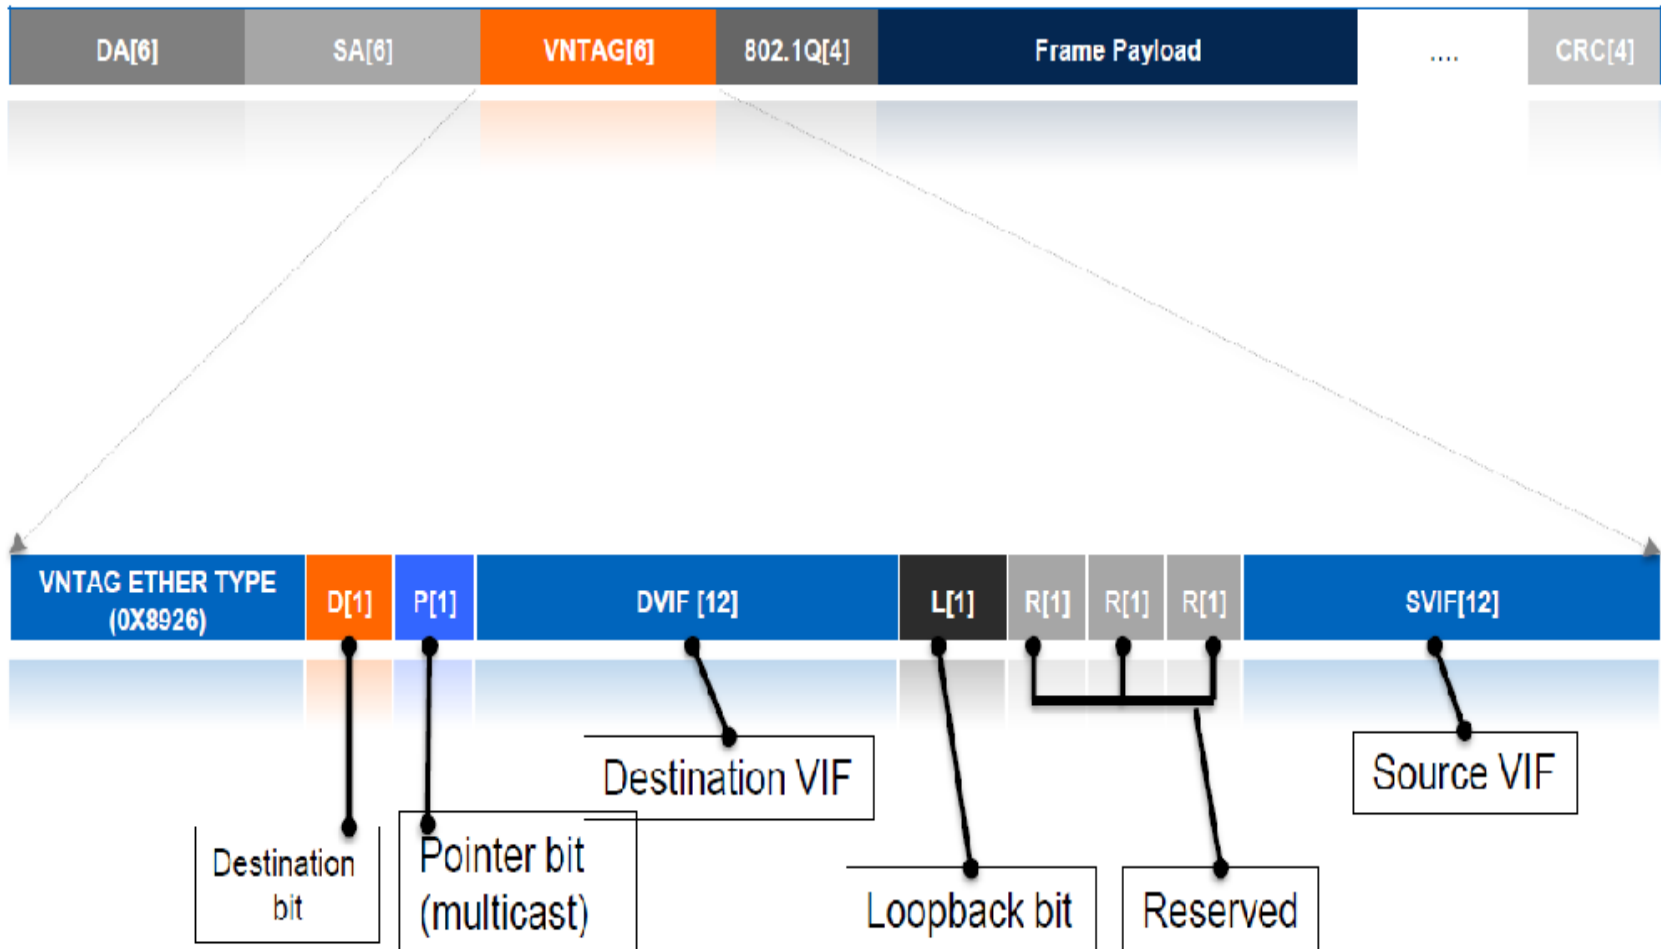 DA[6] SA[6] VNTAG[6] 802.1Q[4] Frame Payload .... CRC[4]
VNTAG ETHER TYPE
(0X8926)
D[1] P[1] DVIF [12] L[1] R[1] R[1] R[1] SVIF[12]
Destination VIF
Source VIF
Destination
bit
Pointer bit
(multicast)
Loopback bit
Reserved